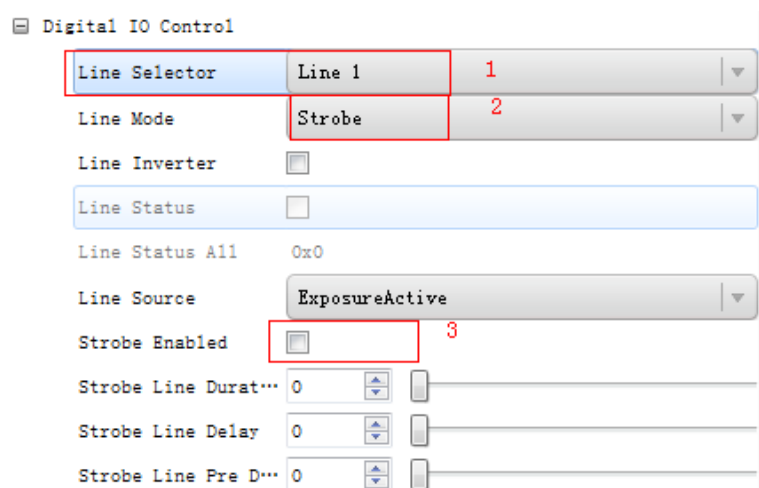 Digital IO Control
Line Selector Line 1 1
Line Mode Strobe 2
Line Inverter
Line Status
Line Status All 0x0
Line Source ExposureActive
Strobe Enabled 3
Strobe Line Durat··· 0
Strobe Line Delay 0
Strobe Line Pre D··· 0